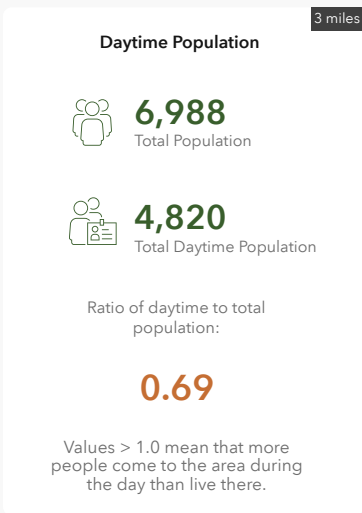 3 miles
Daytime Population
6,988
Total Population
4,820
Total Daytime Population
Ratio of daytime to total
population:
0.69
Values > 1.0 mean that more
people come to the area during
the day than live there.